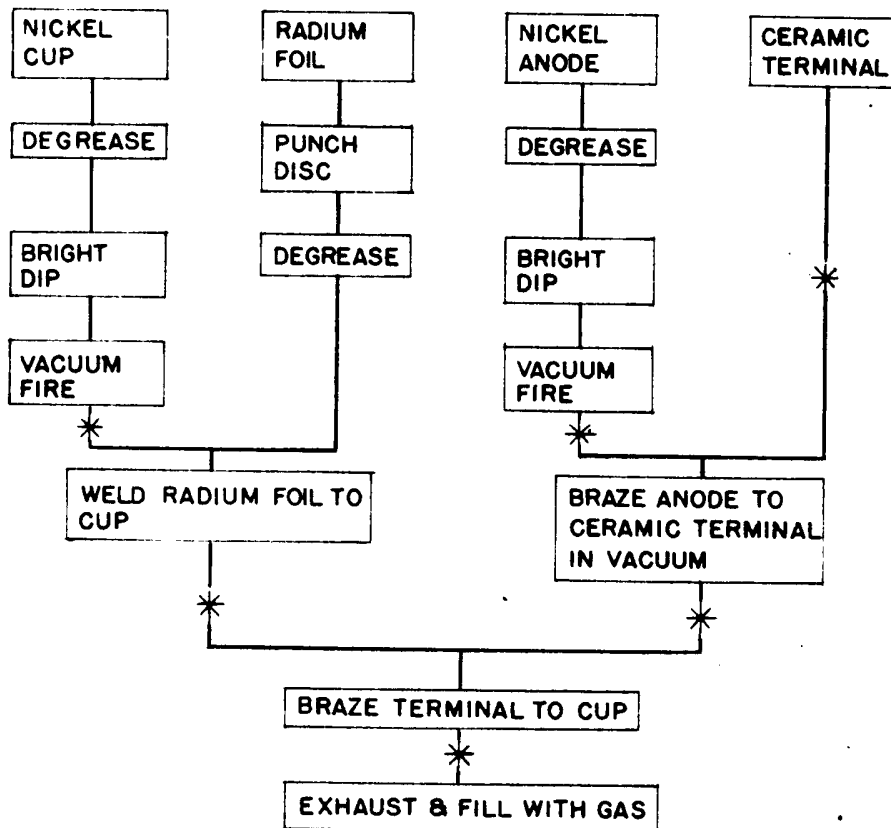 NICKEL
CUP
RADIUM
FOIL
NICKEL
ANODE
CERAMIC
TERMINAL
DEGREASE
PUNCH
DISC
DEGREASE
BRIGHT
DIP
DEGREASE
BRIGHT
DIP
VACUUM
FIRE
VACUUM
FIRE
WELD RADIUM FOIL TO
CUP
BRAZE ANODE TO
CERAMIC TERMINAL
IN VACUUM
BRAZE TERMINAL TO CUP
EXHAUST & FILL WITH GAS